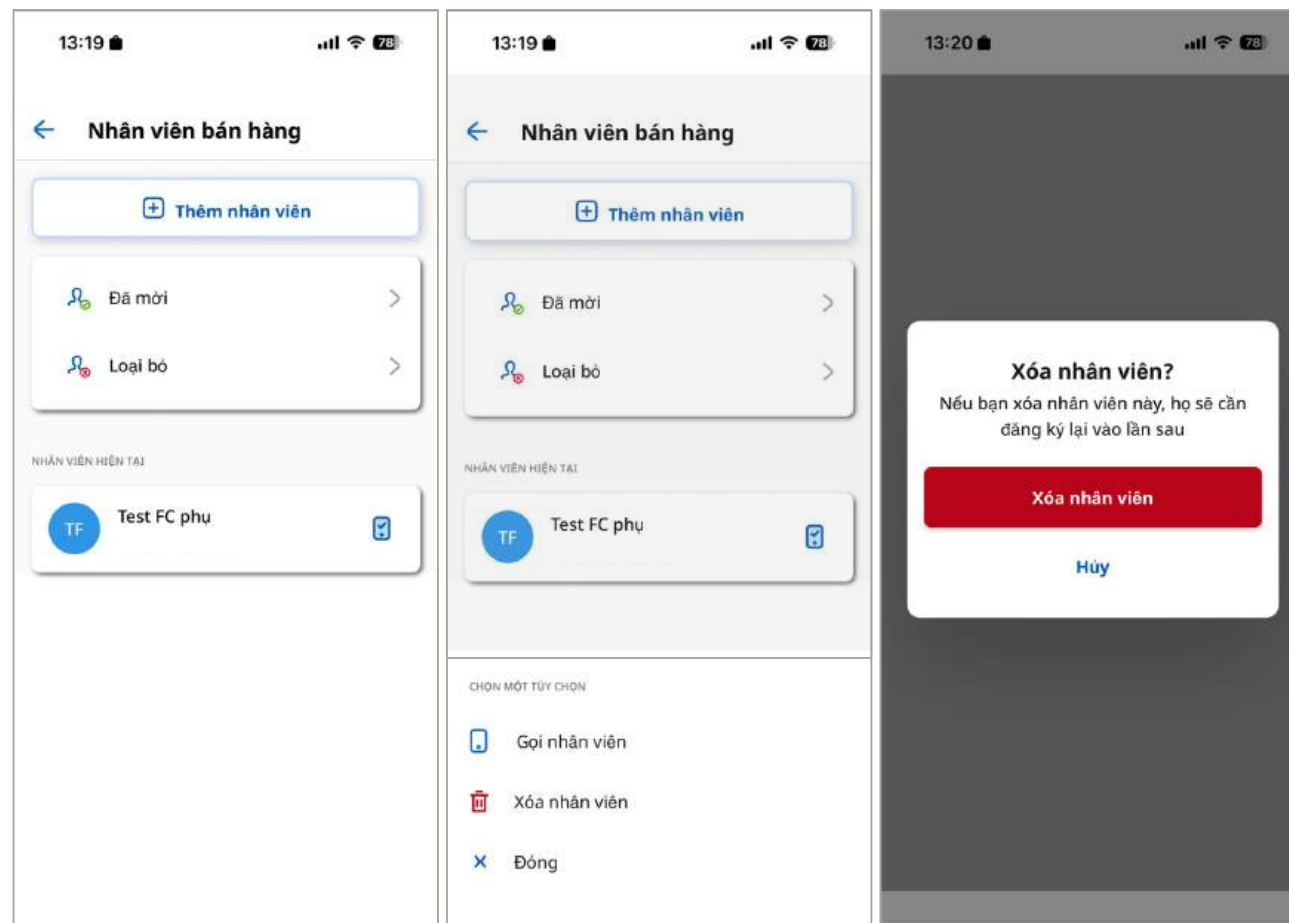 13:19
78
Nhân viên bán hàng
Thêm nhân viên
Đã mời
Loại bỏ
NHÂN VIÊN HIỆN TẠI
TF
Test FC phụ
13:19
78
Nhân viên bán hàng
Thêm nhân viên
Đã mời
Loại bỏ
NHÂN VIÊN HIỆN TẠI
TF
Test FC phụ
CHỌN MỘT TÙY CHỌN
Gọi nhân viên
Xóa nhân viên
Đóng
13:20
78
Xóa nhân viên?
Nếu bạn xóa nhân viên này, họ sẽ cần
đăng ký lại vào lần sau
Xóa nhân viên
Hủy